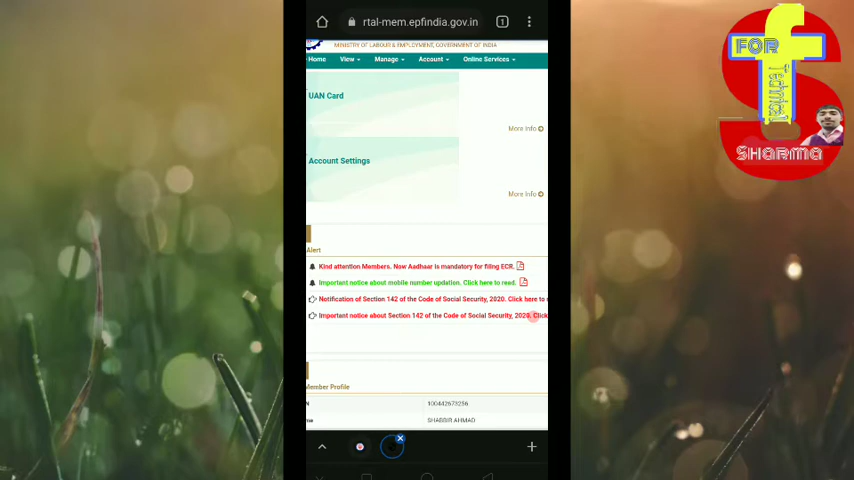 rtal-mem.epfindia.gov.in
1
MINISTRY OF LABOUR & EMPLOYMENT, GOVERNMENT OF INDIA
Home View Manage Account Online Services
UAN Card
More Info
Account Settings
More Info
Alert
Kind attention Members. Now Aadhaar is mandatory for filing ECR.
Important notice about mobile number updation. Click here to read.
Notification of Section 142 of the Code of Social Security, 2020. Click here to
Important notice about Section 142 of the Code of Social Security, 2020. Click
Member Profile
N 100442673256
me SHABBIR AHMAD
f
FOR
Technical
Sharma